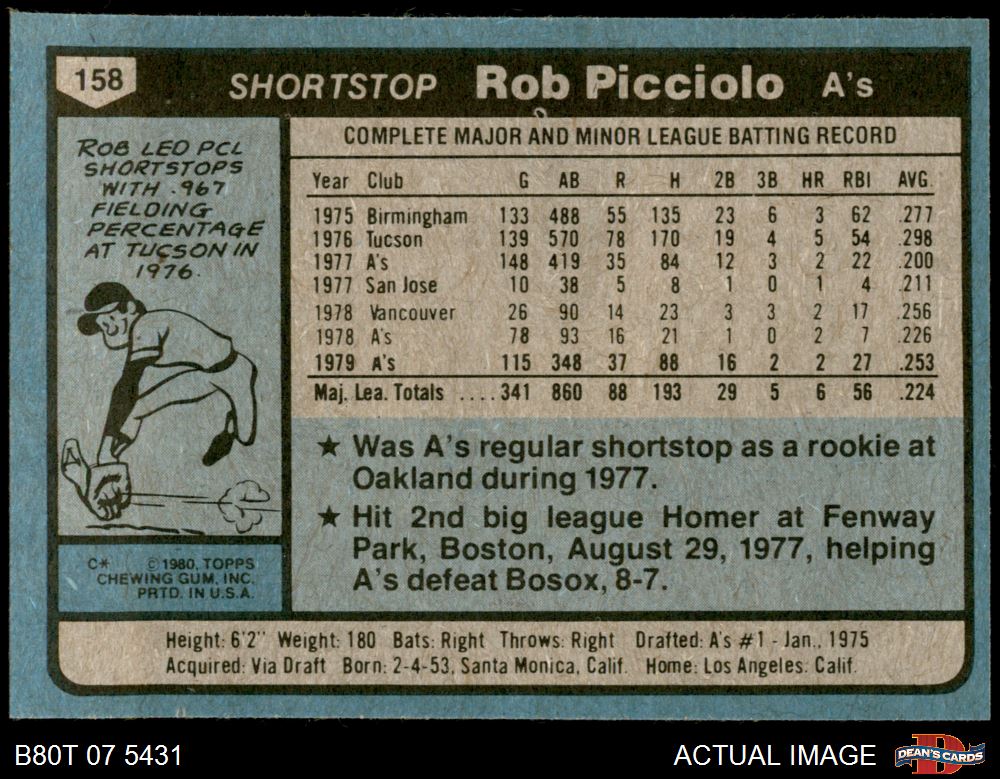 158
SHORTSTOP Rob Picciolo A's
ROB LED PCL
SHORTSTOPS
WITH .967
FIELDING
PERCENTAGE
AT TUCSON IN
1976.
C* © 1980, TOPPS
CHEWING GUM, INC.
PRTD. IN U.S.A.
COMPLETE MAJOR AND MINOR LEAGUE BATTING RECORD
Year Club G AB R H 2B 3B HR RBI AVG.
1975 Birmingham 133 488 55 135 23 6 3 62 .277
1976 Tucson 139 570 78 170 19 4 5 54 .298
1977 A's 148 419 35 84 12 3 2 22 .200
1977 San Jose 10 38 5 8 1 0 1 4 .211
1978 Vancouver 26 90 14 23 3 3 2 17 .256
1978 A's 78 93 16 21 1 0 2 7 .226
1979 A's 115 348 37 88 16 2 2 27 .253
Maj. Lea. Totals .... 341 860 88 193 29 5 6 56 .224
★ Was A's regular shortstop as a rookie at
Oakland during 1977.
★ Hit 2nd big league Homer at Fenway
Park, Boston, August 29, 1977, helping
A's defeat Bosox, 8-7.
Height: 6'2" Weight: 180 Bats: Right Throws: Right Drafted: A's #1 - Jan., 1975
Acquired: Via Draft Born: 2-4-53, Santa Monica, Calif. Home: Los Angeles, Calif.
B80T 07 5431
ACTUAL IMAGE
D
DEAN'S CARDS